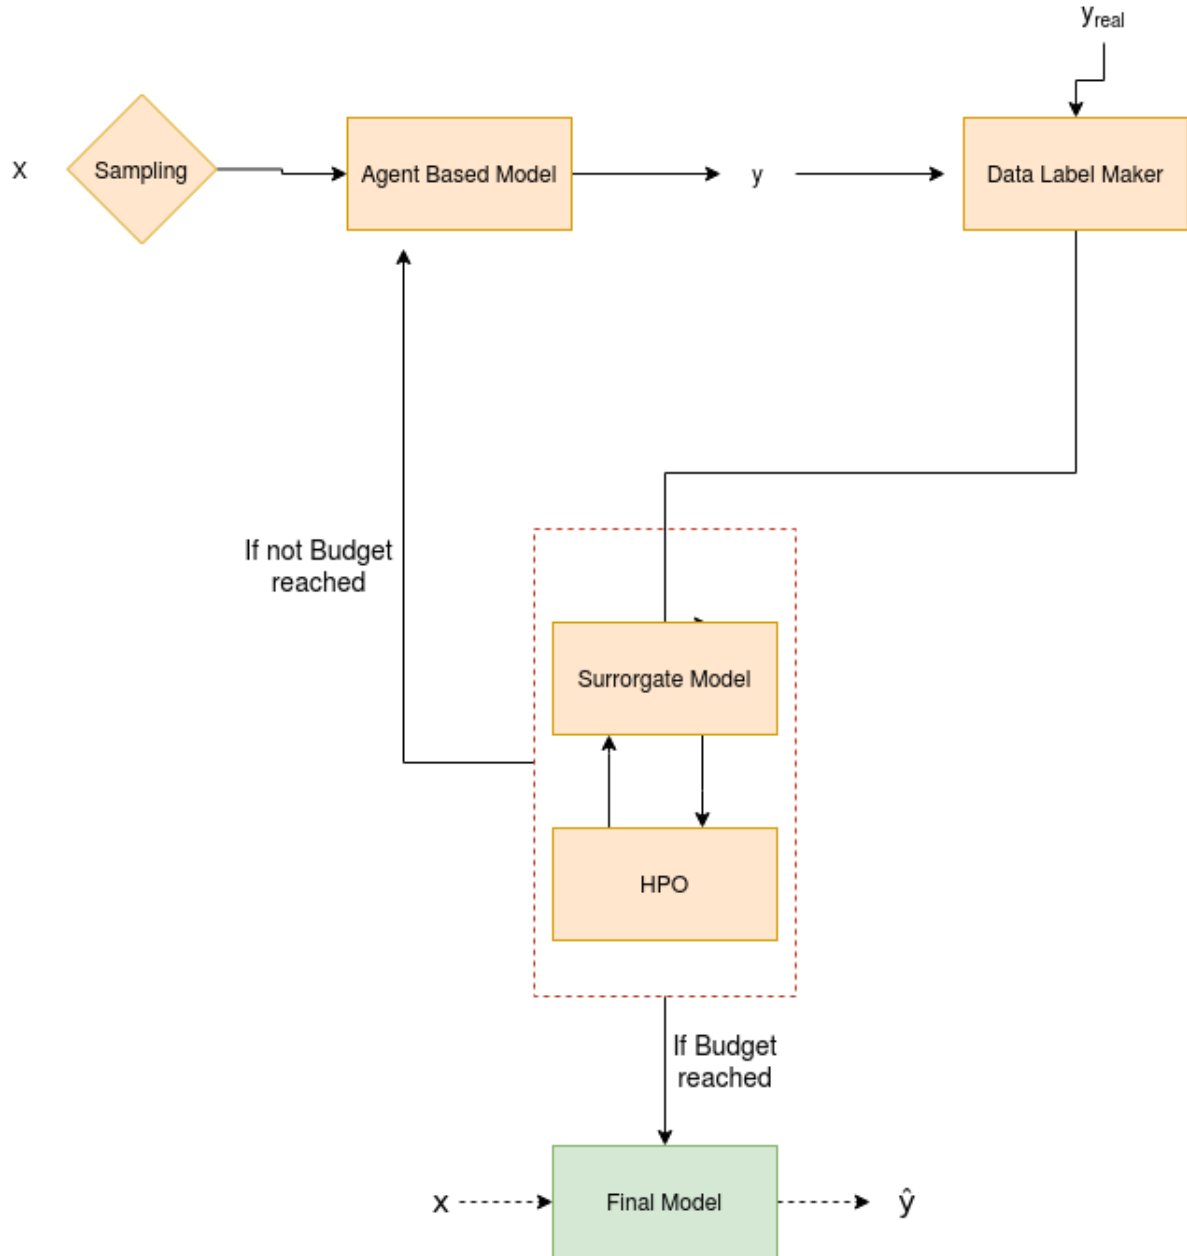 y_real
X
Sampling
Agent Based Model
y
Data Label Maker
If not Budget
reached
Surrorgate Model
HPO
If Budget
reached
x
Final Model
ŷ